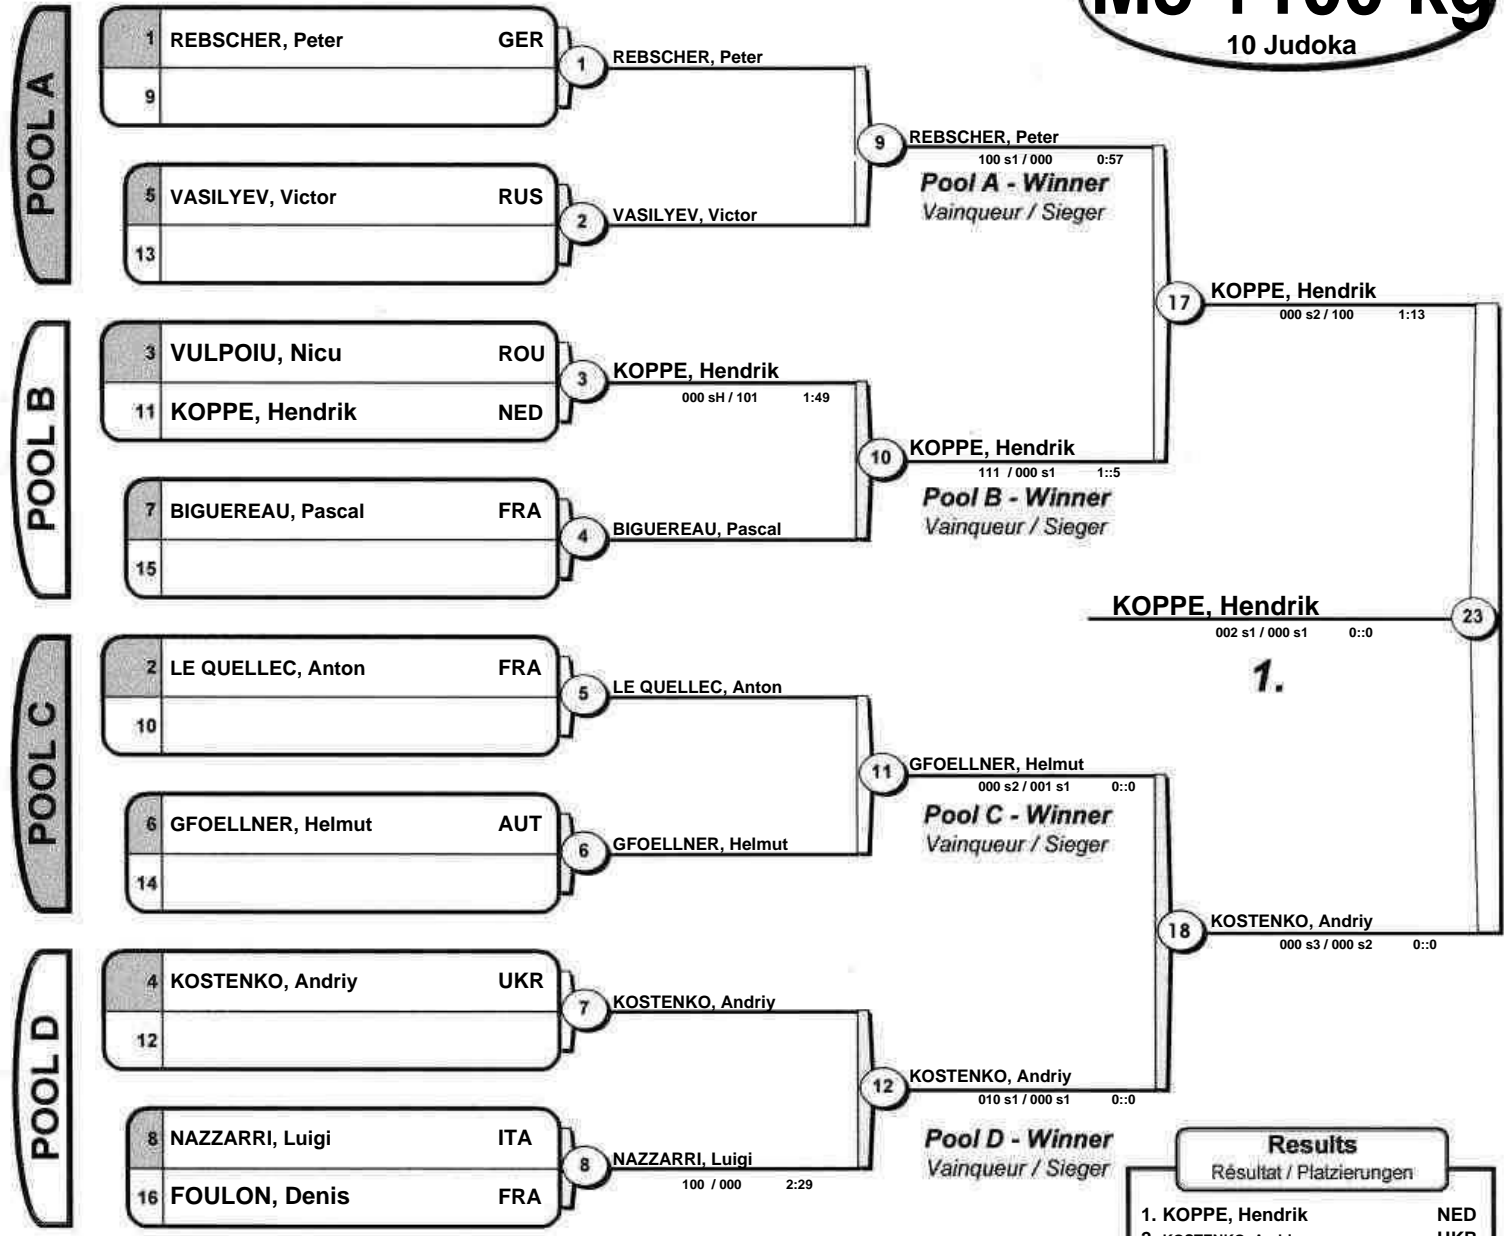 10 Judoka
POOL A
1 REBSCHER, Peter GER
9
1 REBSCHER, Peter
5 VASILYEV, Victor RUS
13
2 VASILYEV, Victor
9 REBSCHER, Peter
100 s1 / 000 0:57
Pool A - Winner
Vainqueur / Sieger
POOL B
3 VULPOIU, Nicu ROU
11 KOPPE, Hendrik NED
3 KOPPE, Hendrik
000 sH / 101 1:49
7 BIGUEREAU, Pascal FRA
15
4 BIGUEREAU, Pascal
10 KOPPE, Hendrik
111 / 000 s1 1::5
Pool B - Winner
Vainqueur / Sieger
17 KOPPE, Hendrik
000 s2 / 100 1:13
KOPPE, Hendrik 23
002 s1 / 000 s1 0::0
1.
POOL C
2 LE QUELLEC, Anton FRA
10
5 LE QUELLEC, Anton
6 GFOELLNER, Helmut AUT
14
6 GFOELLNER, Helmut
11 GFOELLNER, Helmut
000 s2 / 001 s1 0::0
Pool C - Winner
Vainqueur / Sieger
18 KOSTENKO, Andriy
000 s3 / 000 s2 0::0
POOL D
4 KOSTENKO, Andriy UKR
12
7 KOSTENKO, Andriy
8 NAZZARRI, Luigi ITA
16 FOULON, Denis FRA
8 NAZZARRI, Luigi
100 / 000 2:29
12 KOSTENKO, Andriy
010 s1 / 000 s1 0::0
Pool D - Winner
Vainqueur / Sieger
Results
Résultat / Platzierungen
1. KOPPE, Hendrik NED